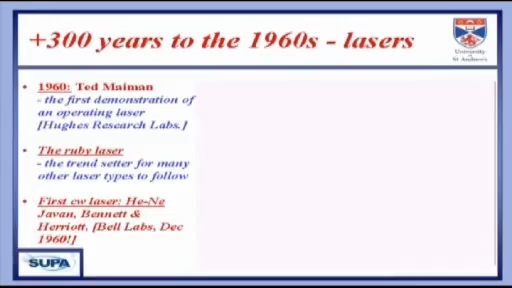 +300 years to the 1960s - lasers
University
of
St Andrews
• 1960: Ted Maiman
- the first demonstration of
an operating laser
[Hughes Research Labs.]
• The ruby laser
- the trend setter for many
other laser types to follow
• First cw laser: He-Ne
Javan, Bennett &
Herriott, [Bell Labs, Dec
1960!]
SUPA